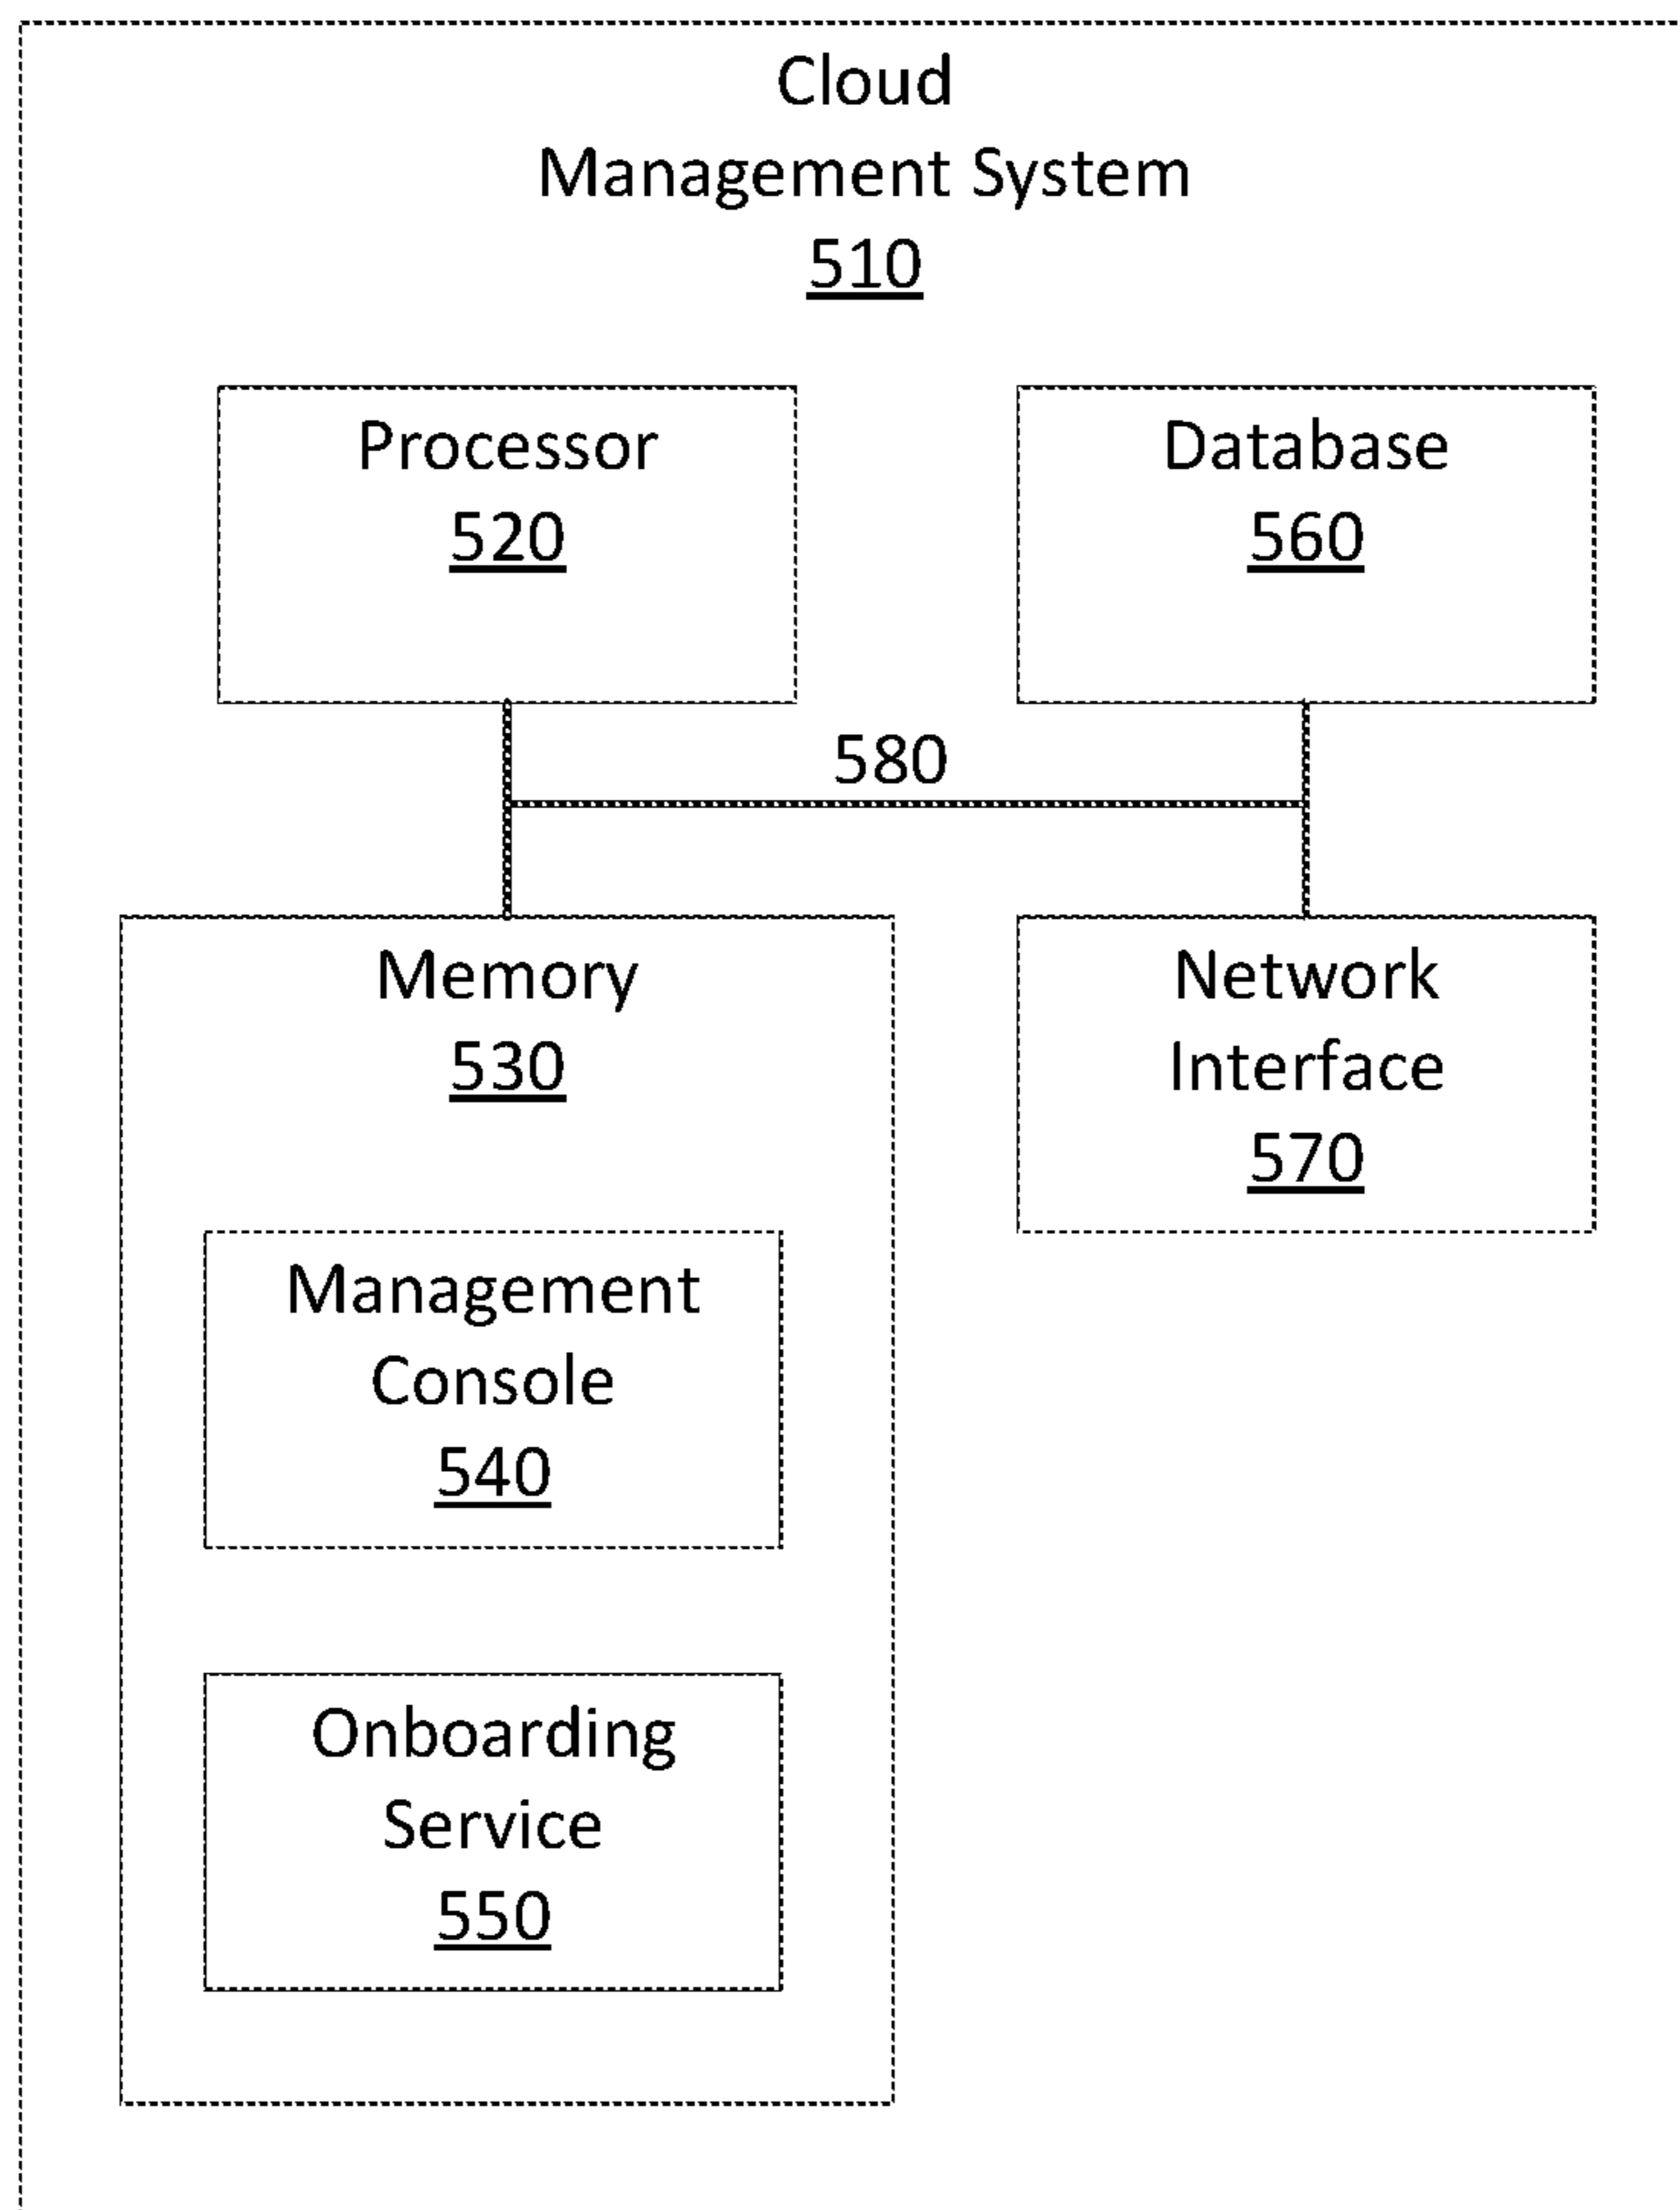 Cloud
Management System
510
Processor
520
Database
560
580
Memory
530
Network
Interface
570
Management
Console
540
Onboarding
Service
550